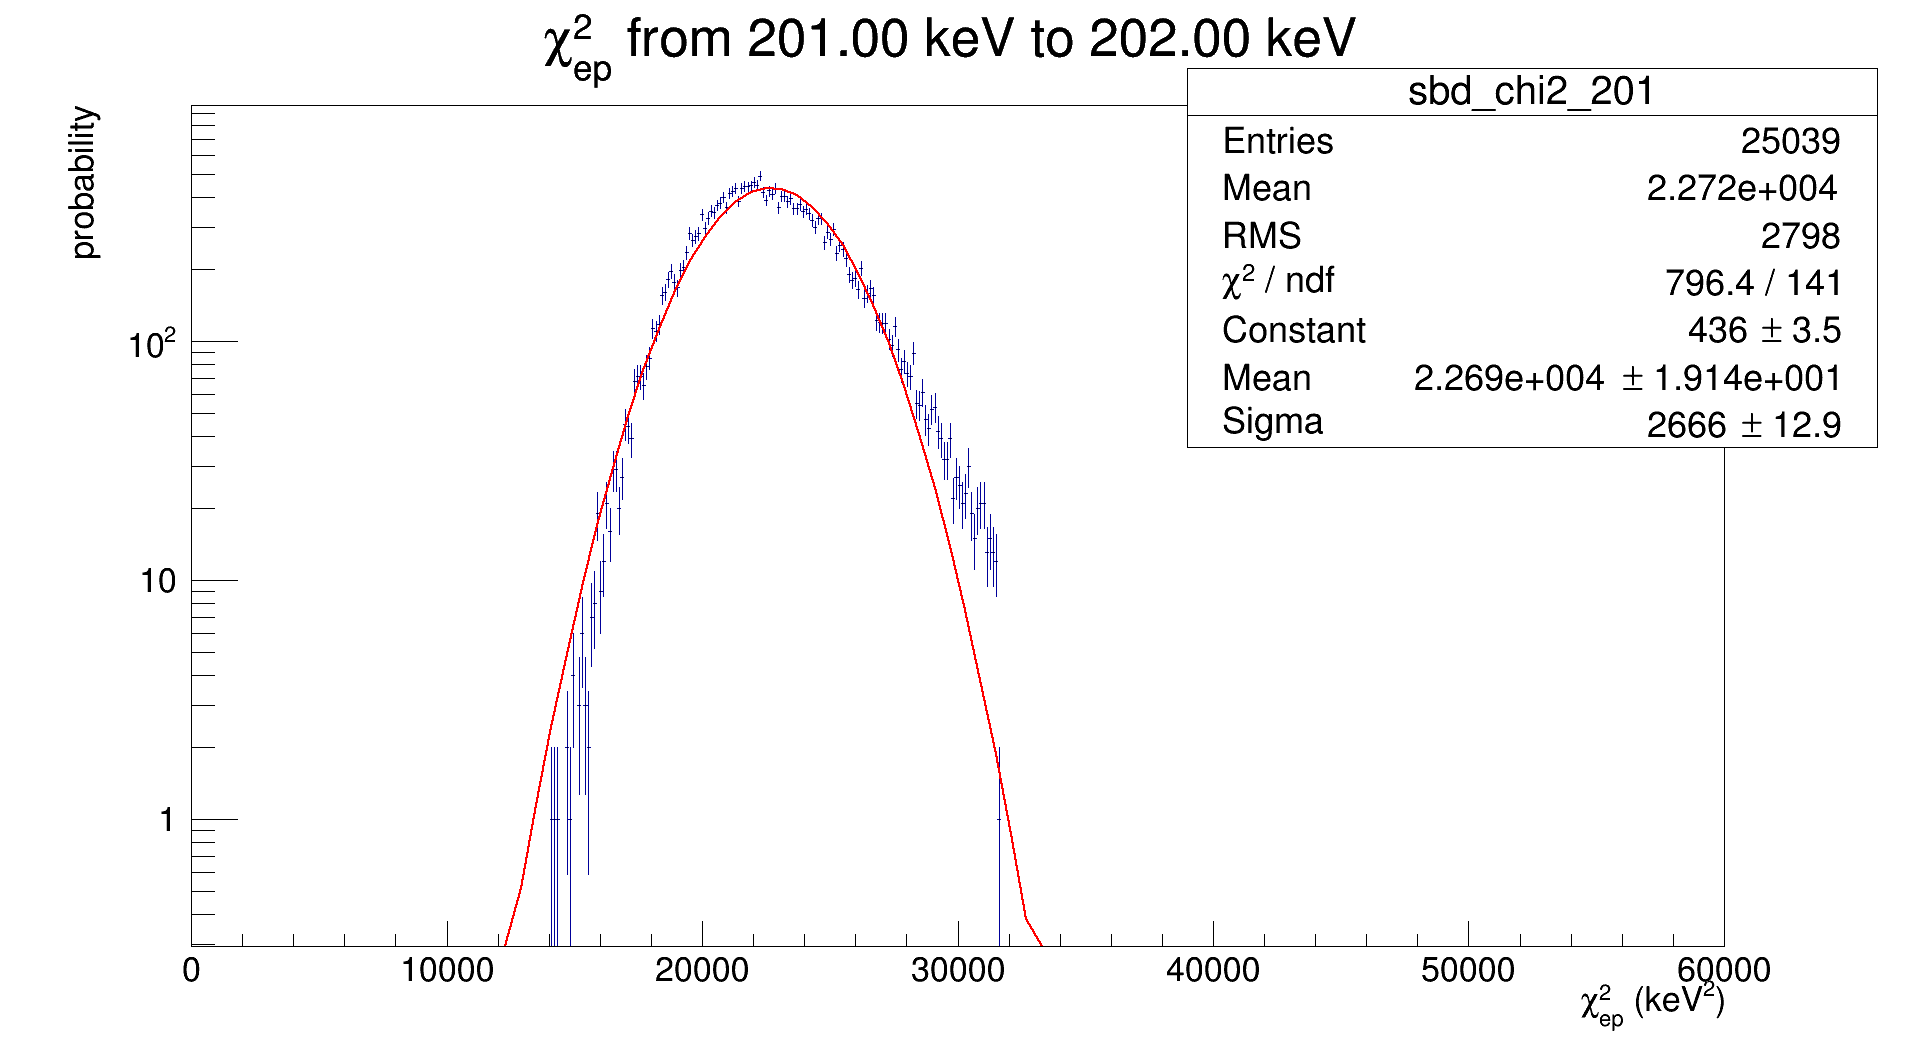 χ²ep from 201.00 keV to 202.00 keV
probability
sbd_chi2_201
Entries 25039
Mean 2.272e+004
RMS 2798
χ² / ndf 796.4 / 141
Constant 436 ± 3.5
Mean 2.269e+004 ± 1.914e+001
Sigma 2666 ± 12.9
10²
10
1
0 10000 20000 30000 40000 50000 60000
χ²ep (keV²)